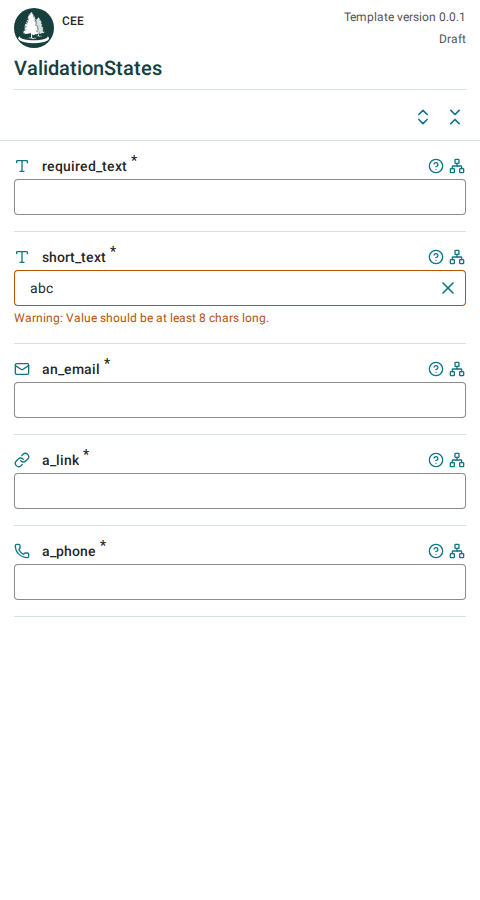 CEE
Template version 0.0.1
Draft
ValidationStates
required_text *
short_text *
abc
Warning: Value should be at least 8 chars long.
an_email *
a_link *
a_phone *